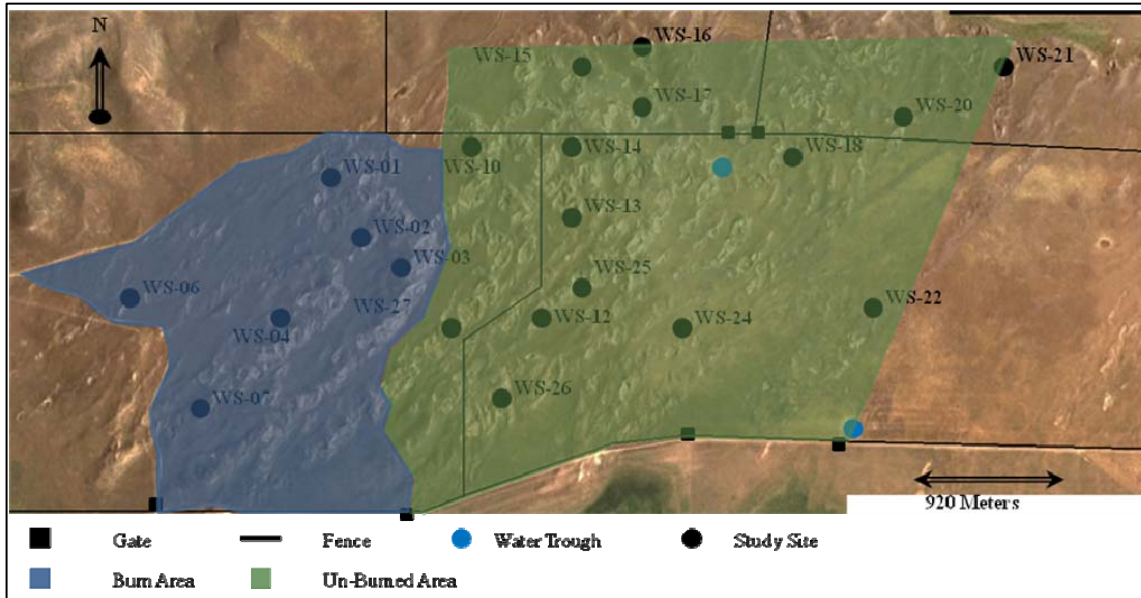 N
WS-16
WS-15
WS-21
WS-17
WS-20
WS-10
WS-14
WS-18
WS-01
WS-13
WS-02
WS-03
WS-25
WS-06
WS-27
WS-22
WS-04
WS-12
WS-24
WS-07
WS-26
920 Meters
Gate
Fence
Water Trough
Study Site
Burn Area
Un-Burned Area